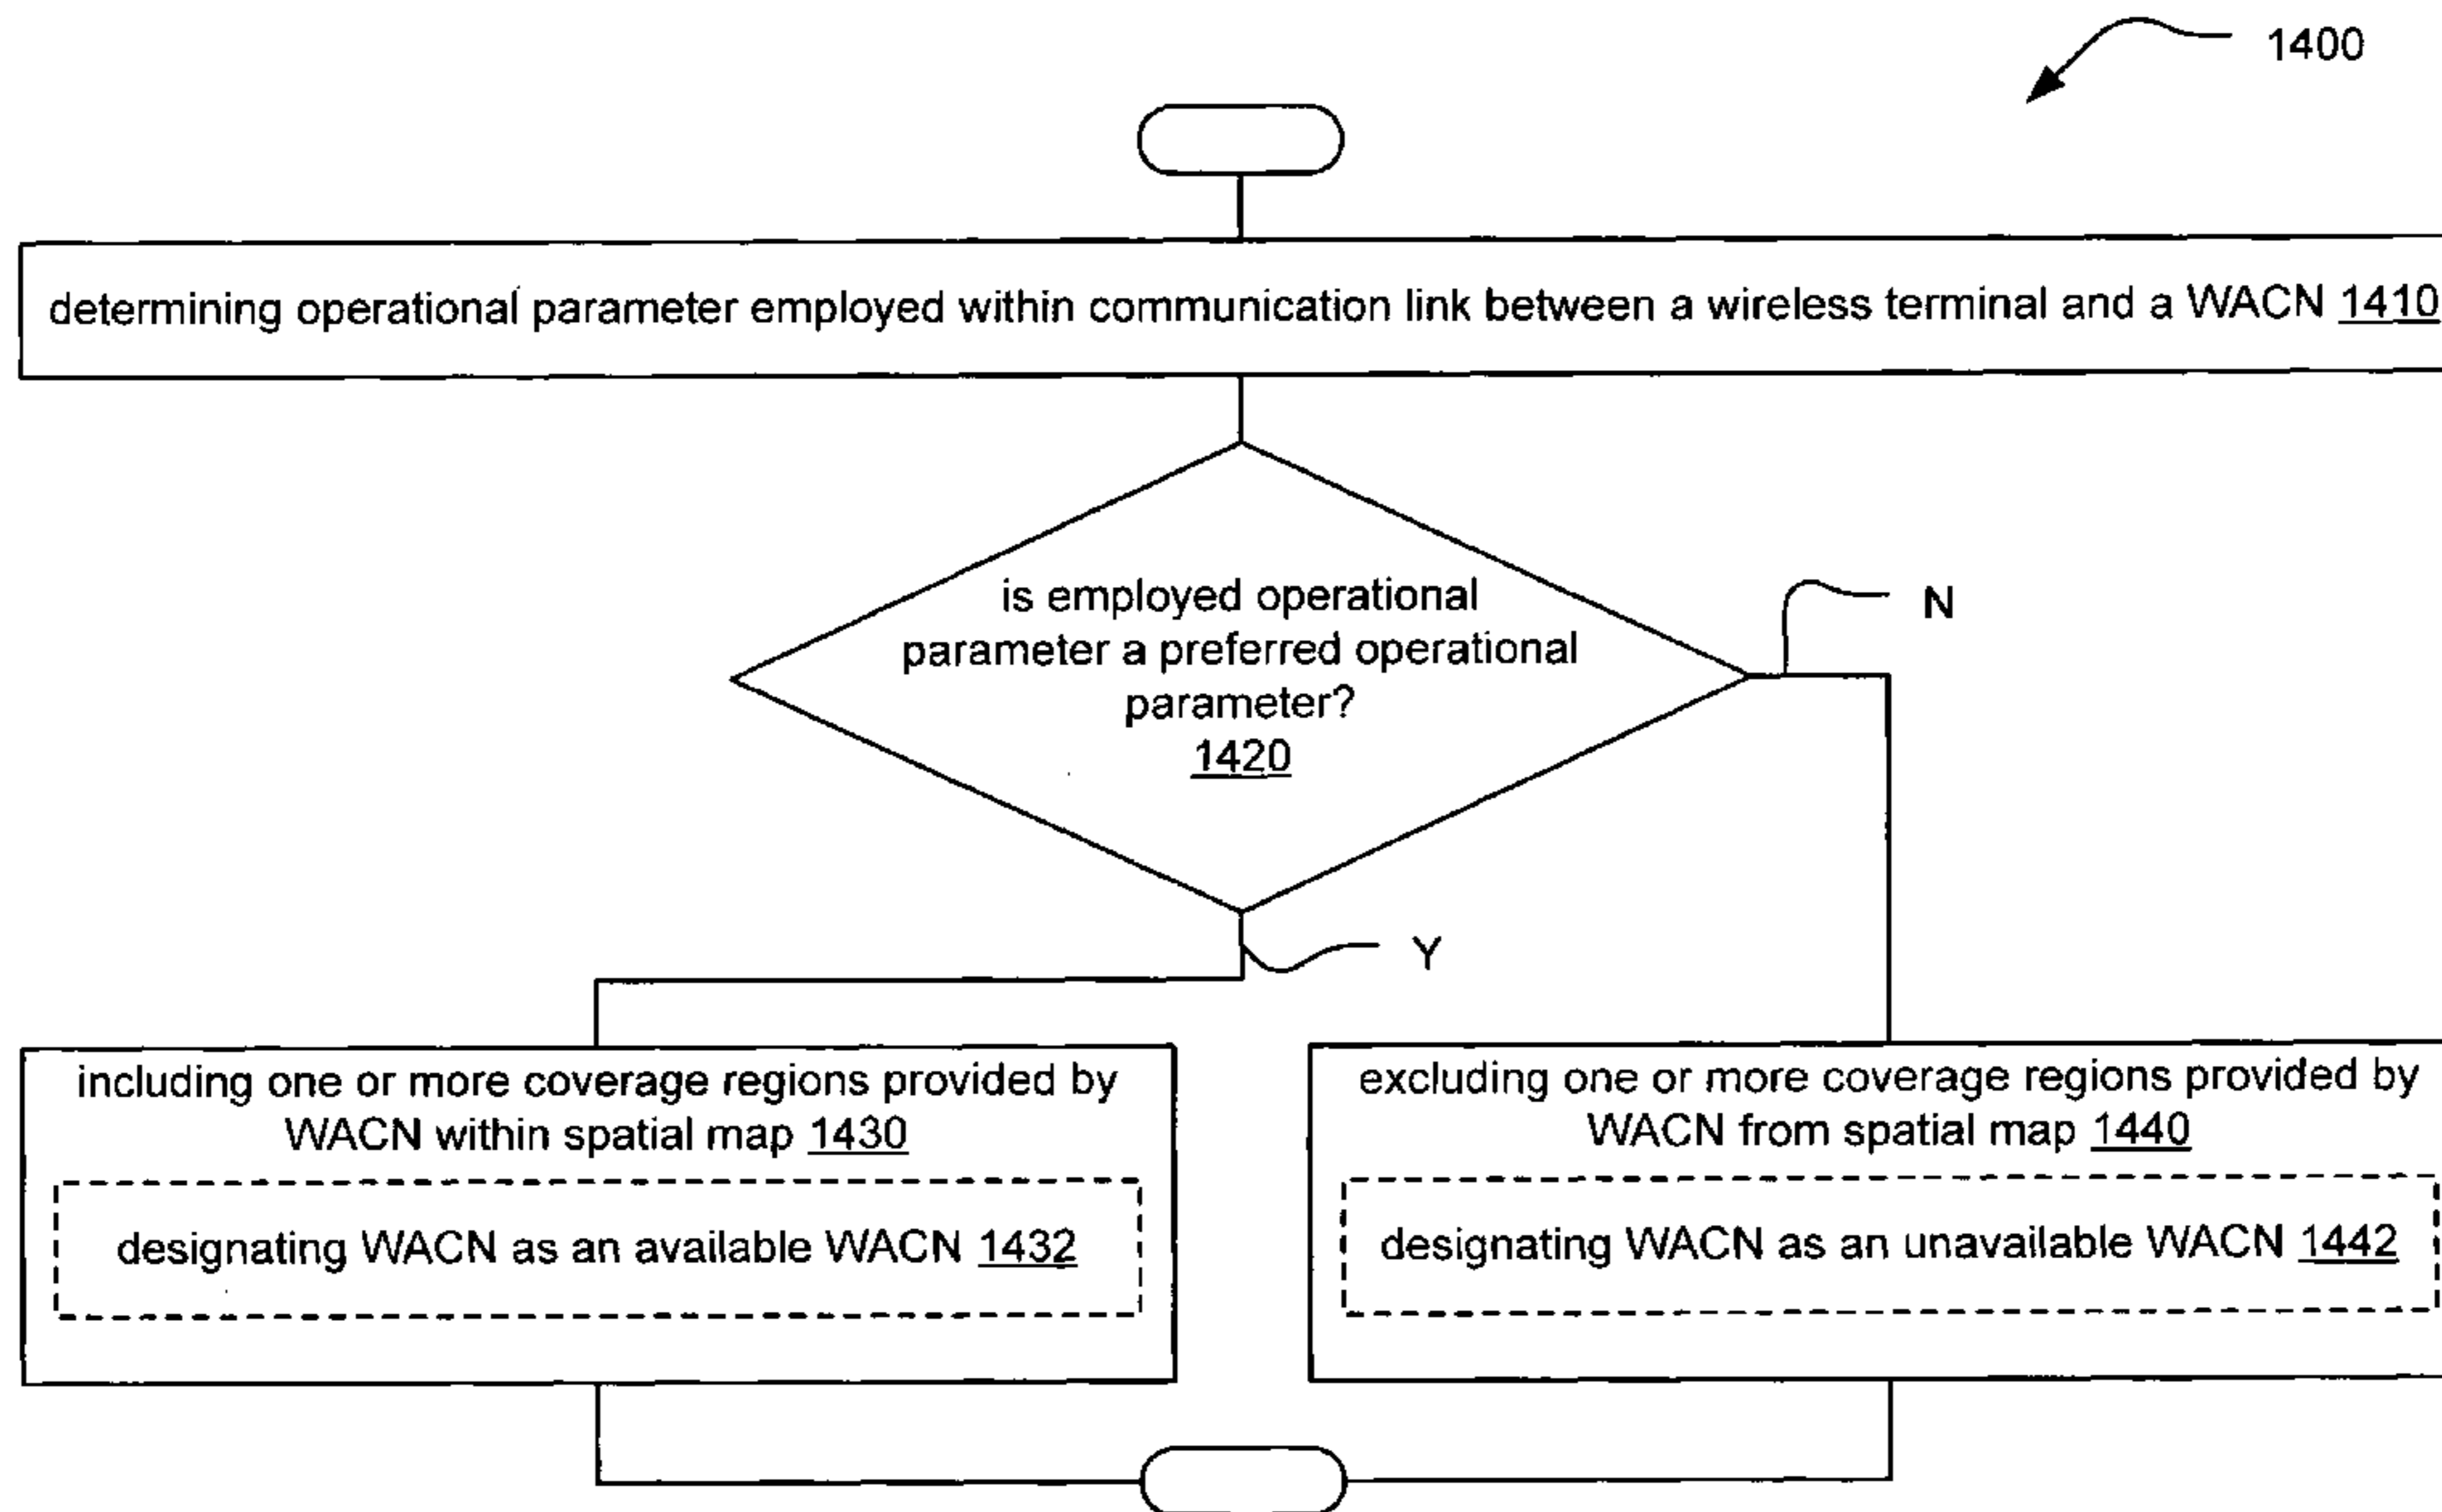 1400
determining operational parameter employed within communication link between a wireless terminal and a WACN 1410
is employed operational
parameter a preferred operational
parameter?
1420
N
Y
including one or more coverage regions provided by
WACN within spatial map 1430
designating WACN as an available WACN 1432
excluding one or more coverage regions provided by
WACN from spatial map 1440
designating WACN as an unavailable WACN 1442